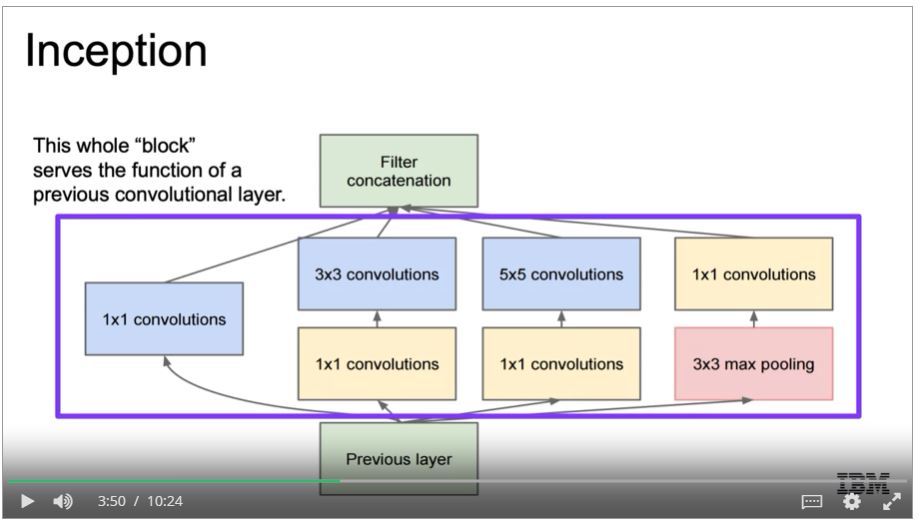 Inception
This whole “block”
serves the function of a
previous convolutional layer.
Filter
concatenation
3x3 convolutions
5x5 convolutions
1x1 convolutions
1x1 convolutions
1x1 convolutions
1x1 convolutions
3x3 max pooling
Previous layer
IBM
3:50 / 10:24